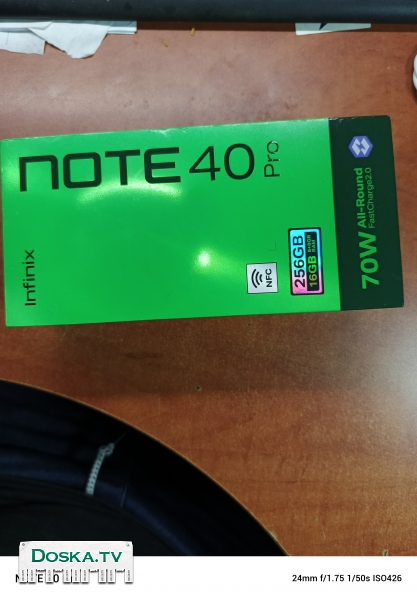 NOTE 40 Pro
Infinix
NFC
256GB
16GB
RAM
70W All-Round
FastCharge2.0
DOSKA.TV
24mm f/1.75 1/50s ISO426